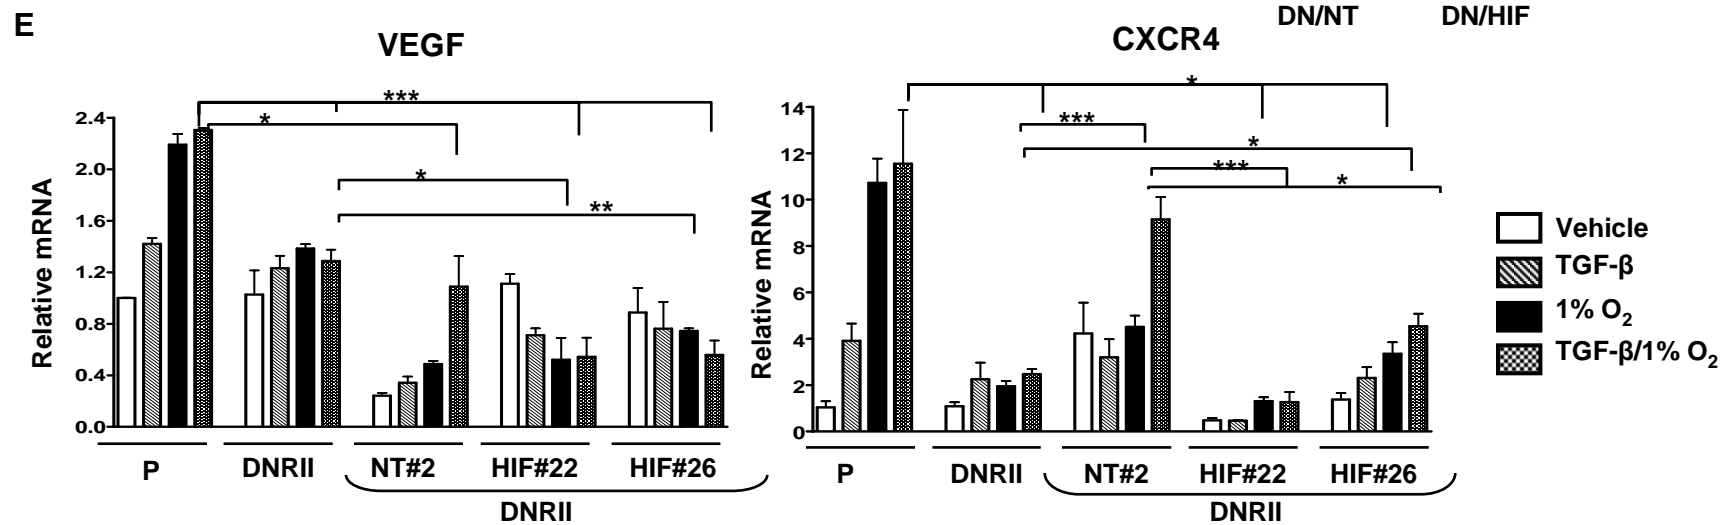 E
DN/NT DN/HIF
VEGF
CXCR4
***
*
*
**
2.4
2.0
1.6
1.2
0.8
0.4
0.0
Relative mRNA
P DNRII NT#2 HIF#22 HIF#26
DNRII
*
***
*
***
*
14
12
10
8
6
4
2
0
Relative mRNA
P DNRII NT#2 HIF#22 HIF#26
DNRII
Vehicle
TGF-β
1% O₂
TGF-β/1% O₂